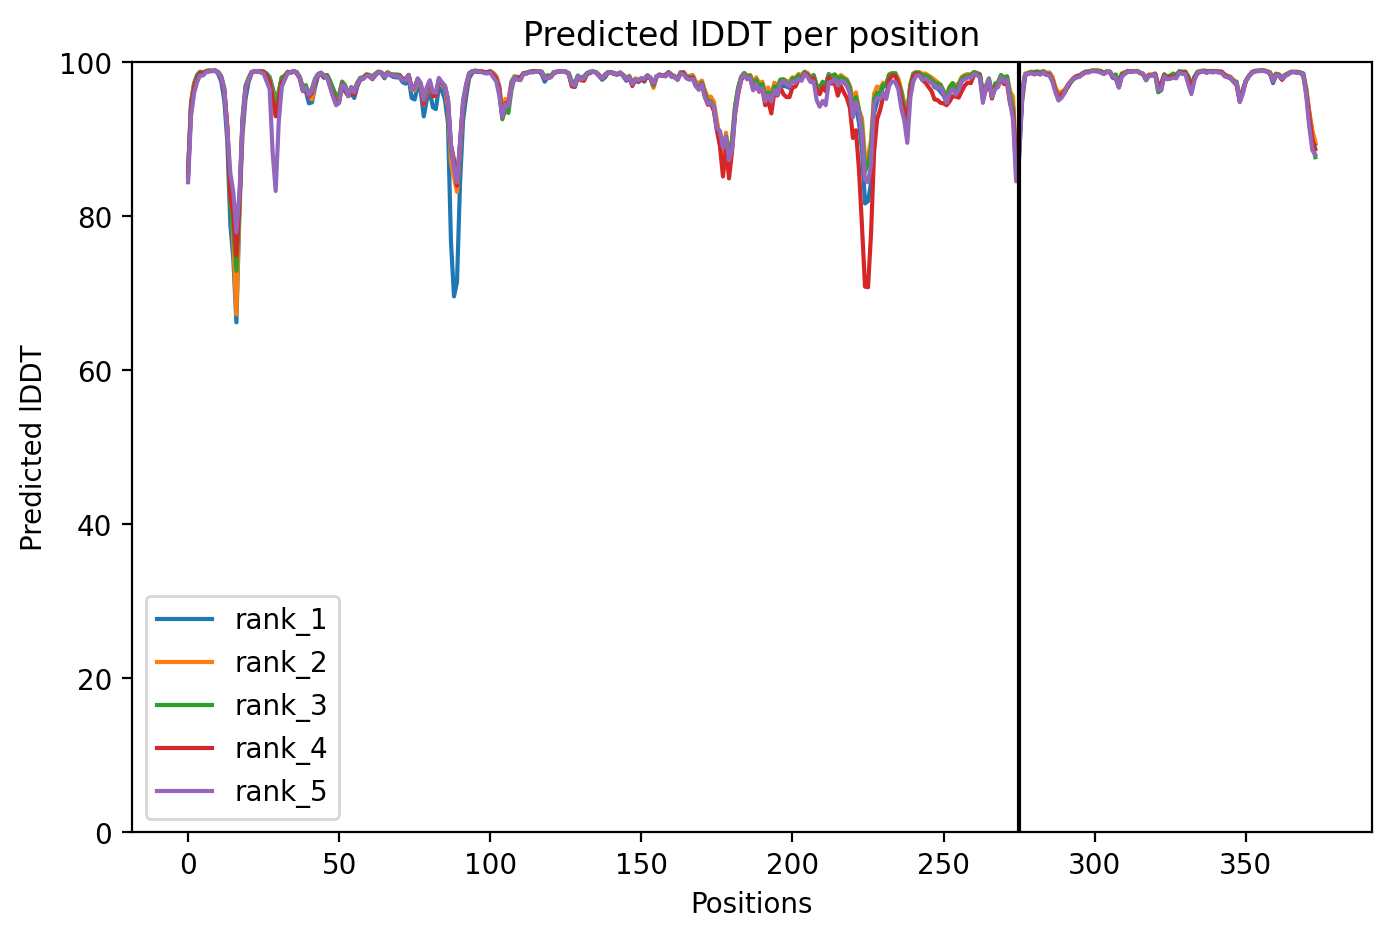 Predicted lDDT per position
Predicted lDDT
100
80
60
40
20
0
rank_1
rank_2
rank_3
rank_4
rank_5
0 50 100 150 200 250 300 350
Positions